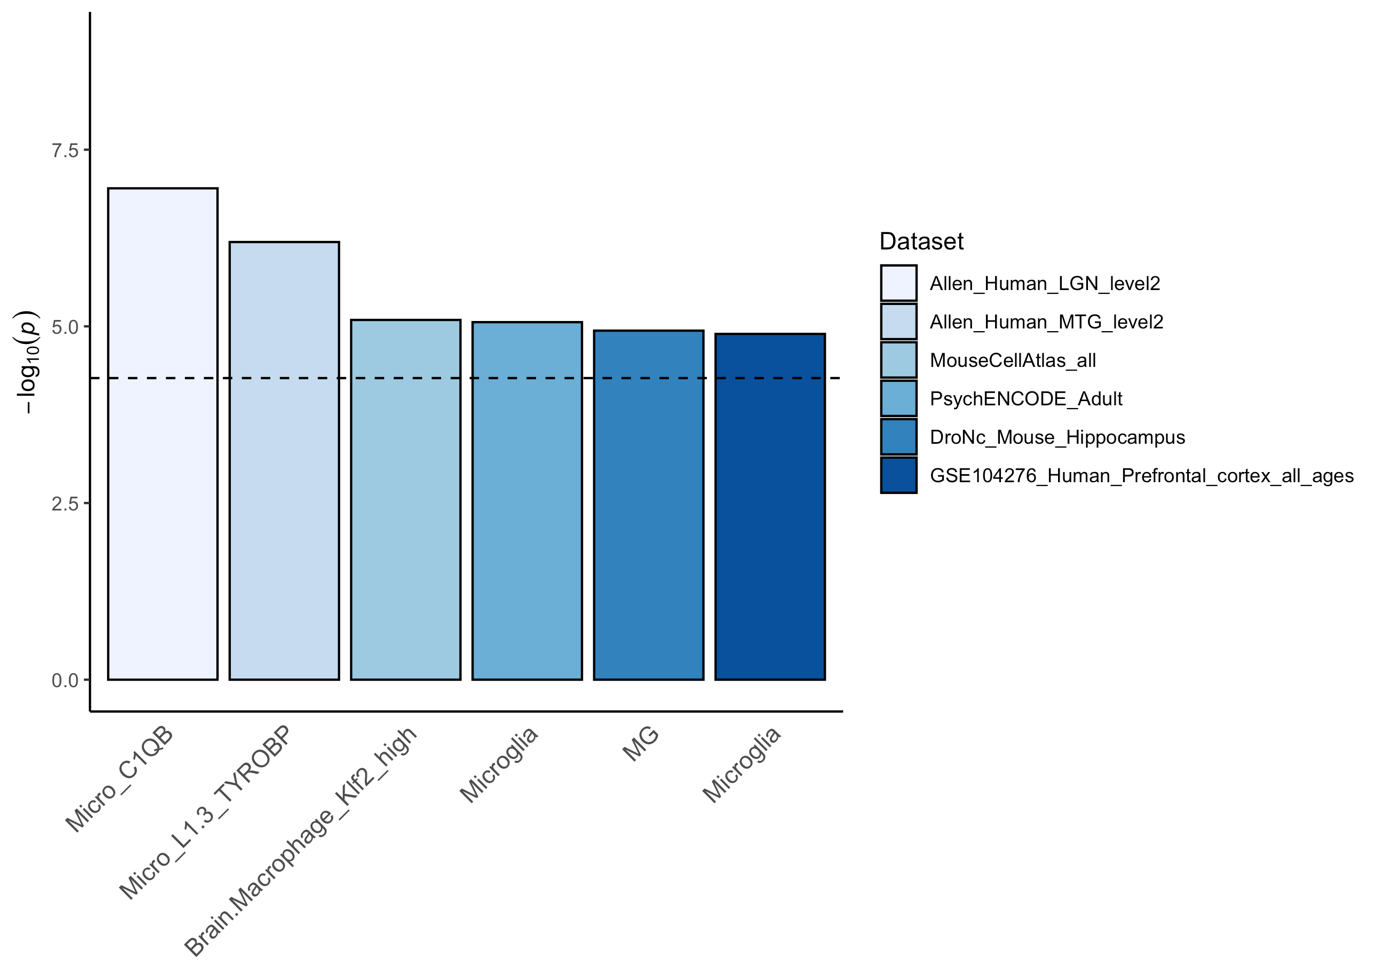 7.5
5.0
2.5
0.0
−log10(p)
Micro_C1QB
Micro_L1.3_TYROBP
Brain.Macrophage_Klf2_high
Microglia
MG
Microglia
Dataset
Allen_Human_LGN_level2
Allen_Human_MTG_level2
MouseCellAtlas_all
PsychENCODE_Adult
DroNc_Mouse_Hippocampus
GSE104276_Human_Prefrontal_cortex_all_ages